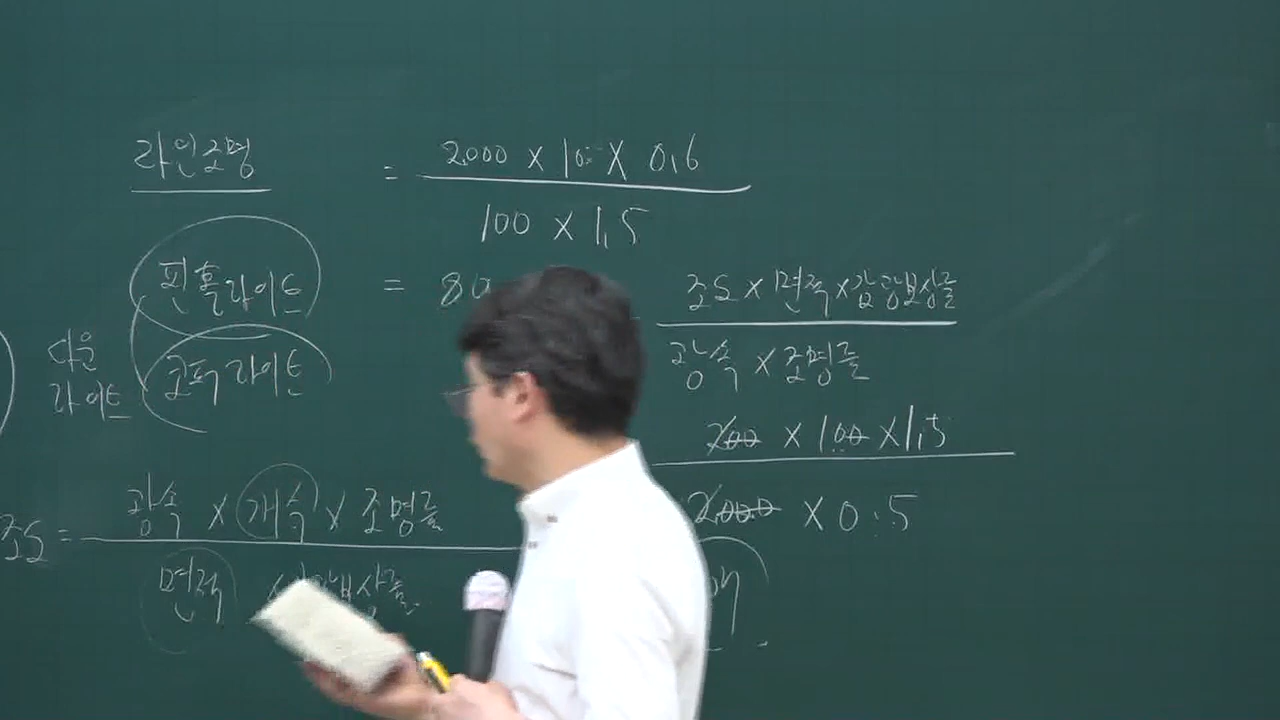 라인조명
= 2,000 X 10 X 0.6
100 X 1.5
핀홀라이트
= 80
조도 X 면적 X 감광보상률
다운
라이트
코퍼라이트
광속 X 조명률
200 X 100 X 1.5
2000 X 0.5
조도 = 광속 X 개수 X 조명률
면적